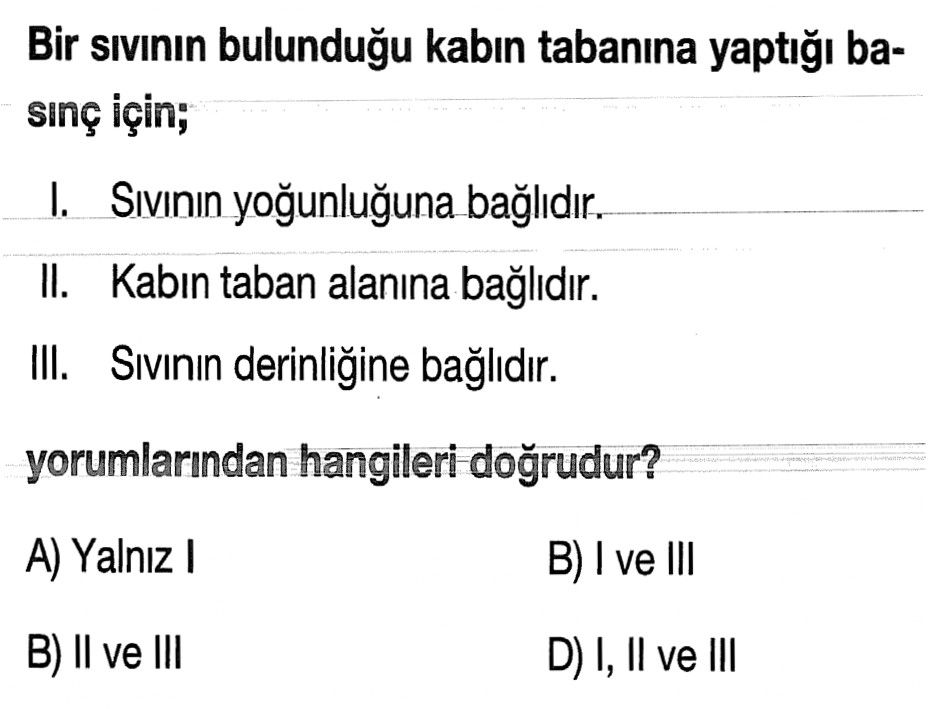 Bir sıvının bulunduğu kabın tabanına yaptığı ba-
sınç için;
I. Sıvının yoğunluğuna bağlıdır.
II. Kabın taban alanına bağlıdır.
III. Sıvının derinliğine bağlıdır.
yorumlarından hangileri doğrudur?
A) Yalnız I B) I ve III
B) II ve III D) I, II ve III